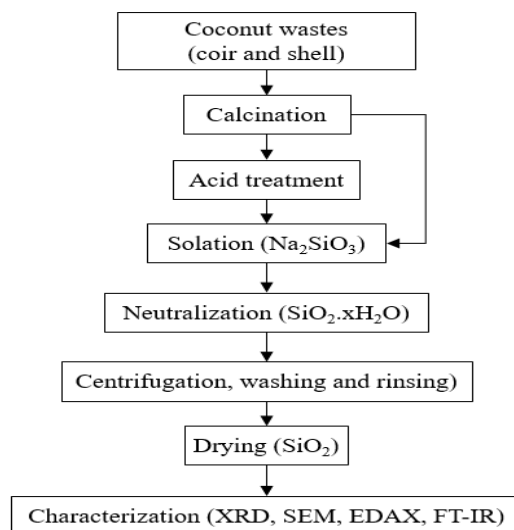 Coconut wastes
(coir and shell)
Calcination
Acid treatment
Solation (Na₂SiO₃)
Neutralization (SiO₂.xH₂O)
Centrifugation, washing and rinsing)
Drying (SiO₂)
Characterization (XRD, SEM, EDAX, FT-IR)